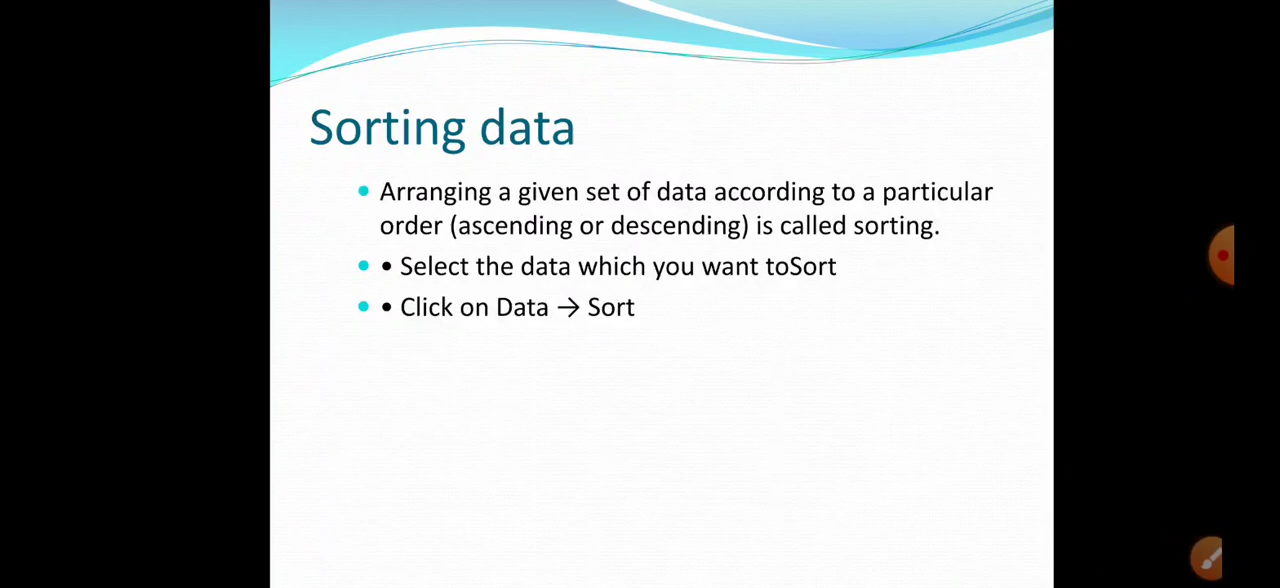 Sorting data
• Arranging a given set of data according to a particular
order (ascending or descending) is called sorting.
• • Select the data which you want toSort
• • Click on Data → Sort